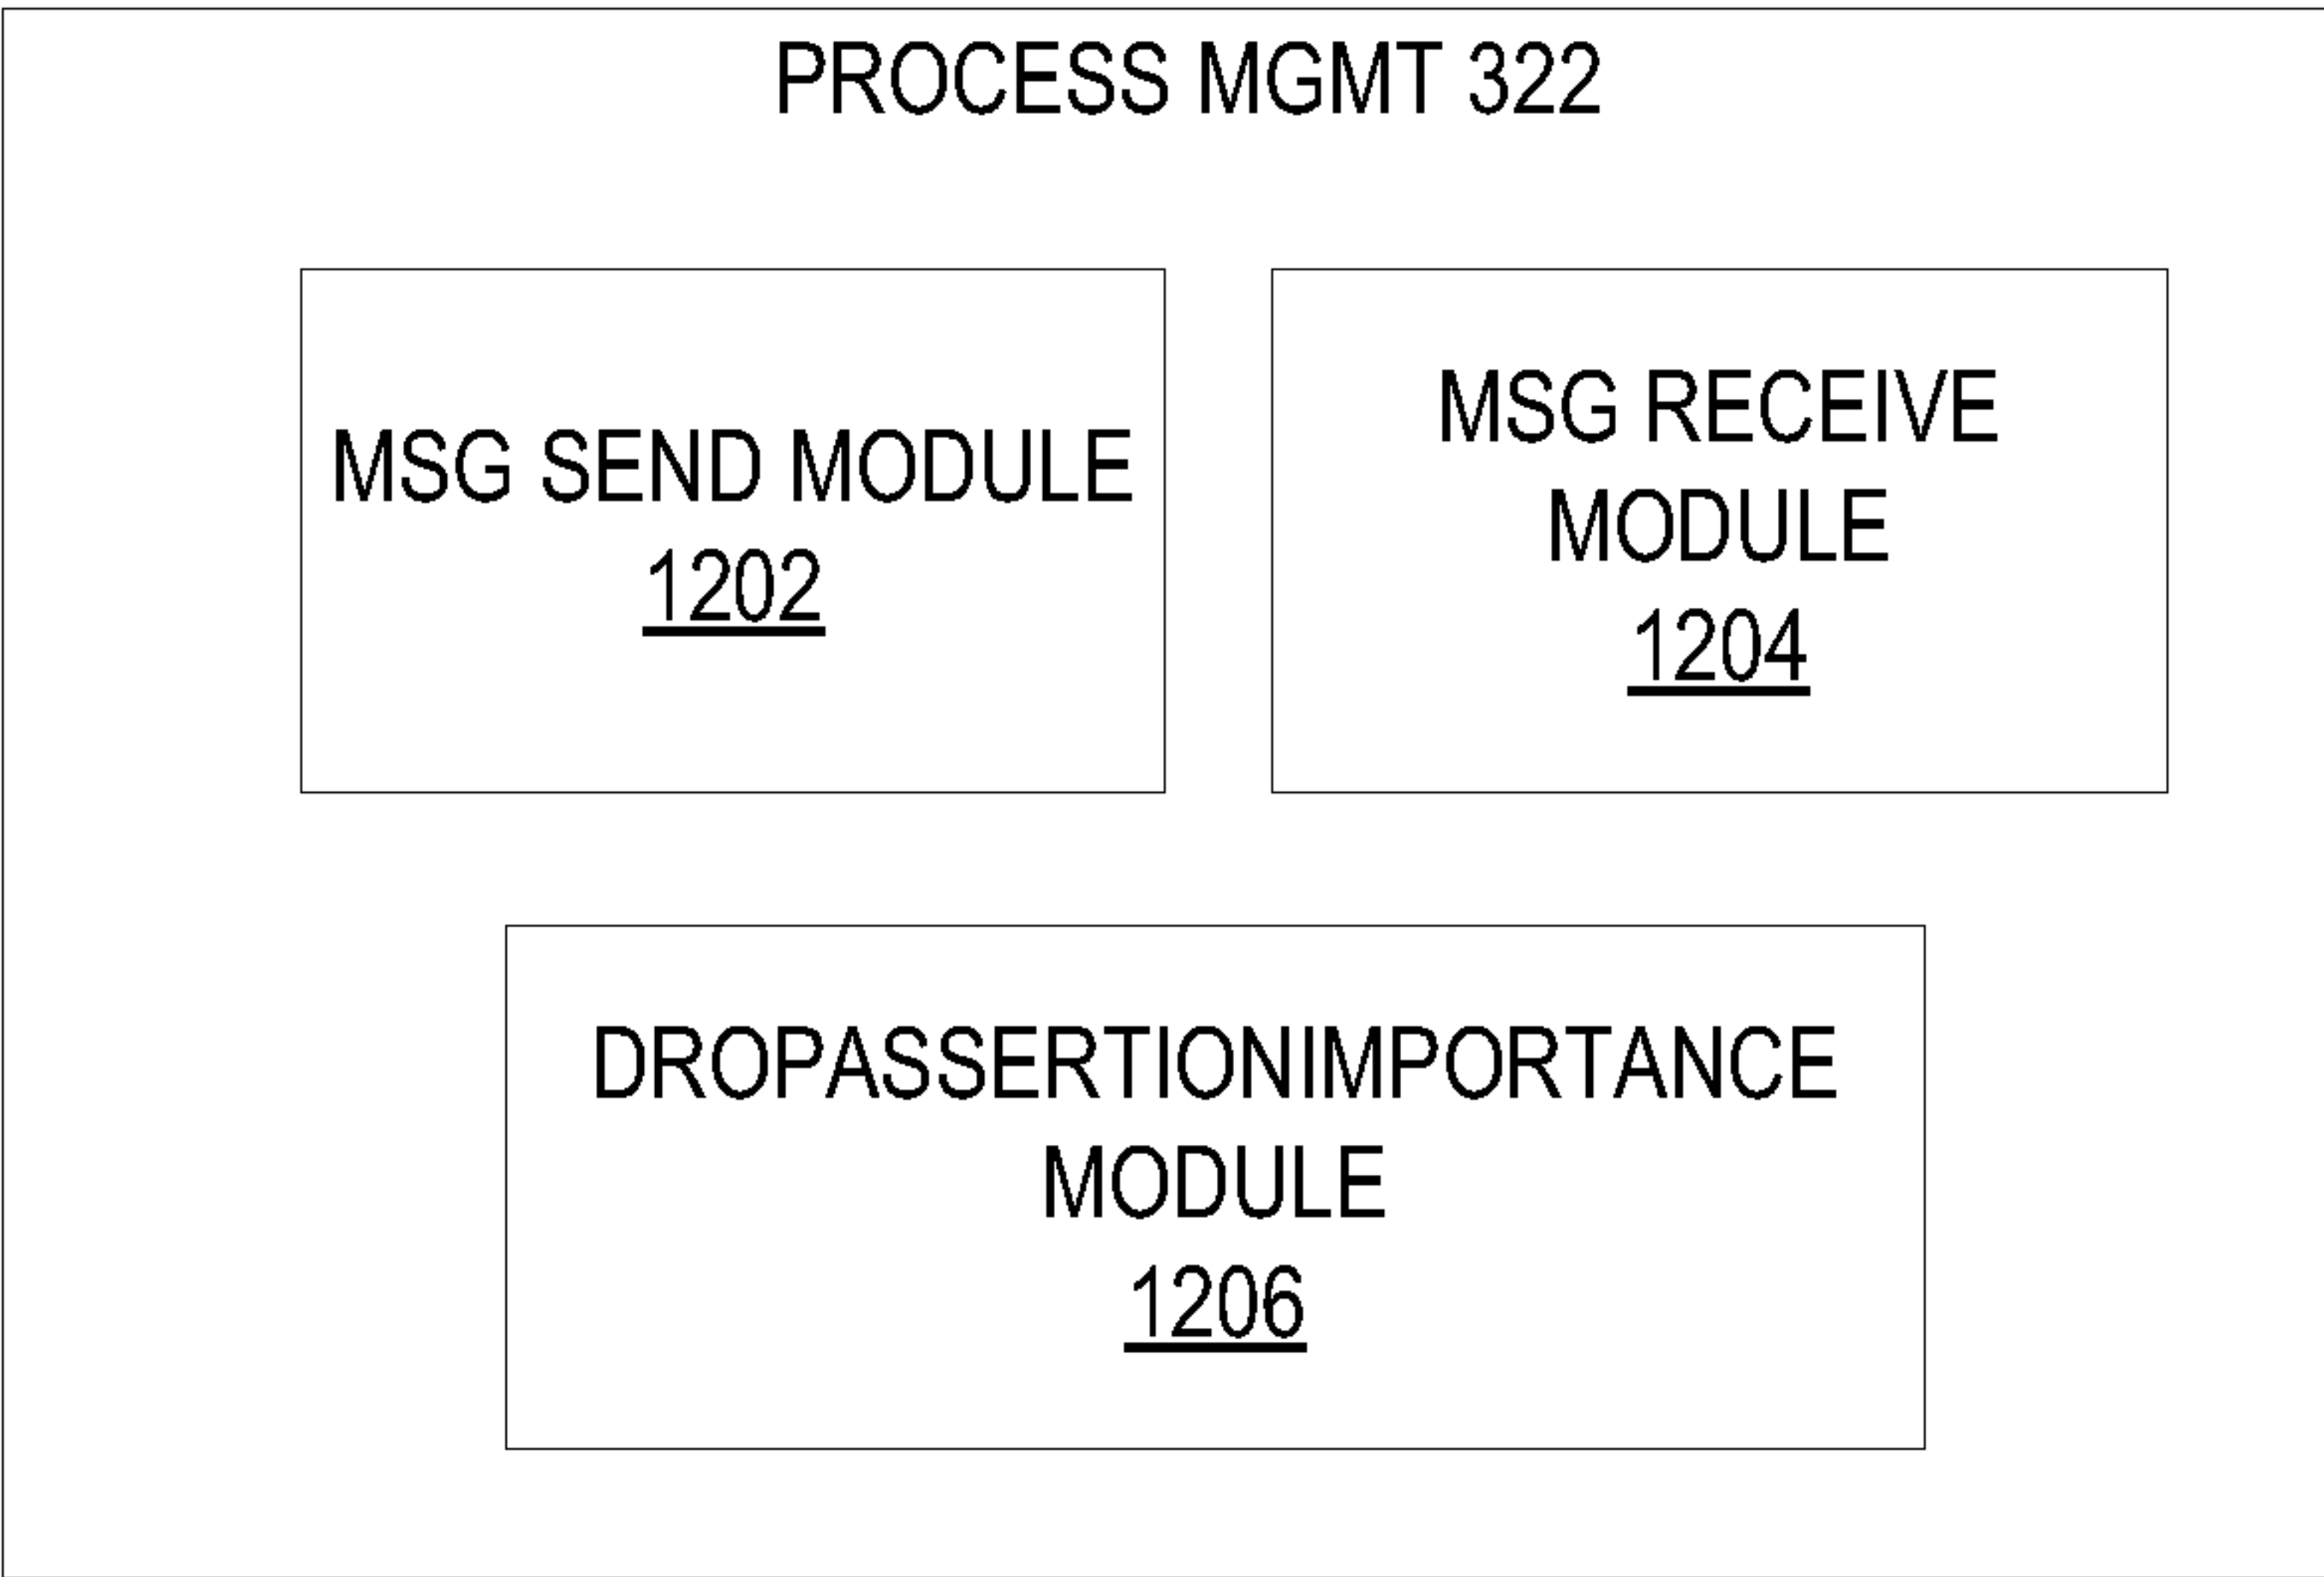 PROCESS MGMT 322
MSG SEND MODULE
1202
MSG RECEIVE
MODULE
1204
DROPASSERTIONIMPORTANCE
MODULE
1206